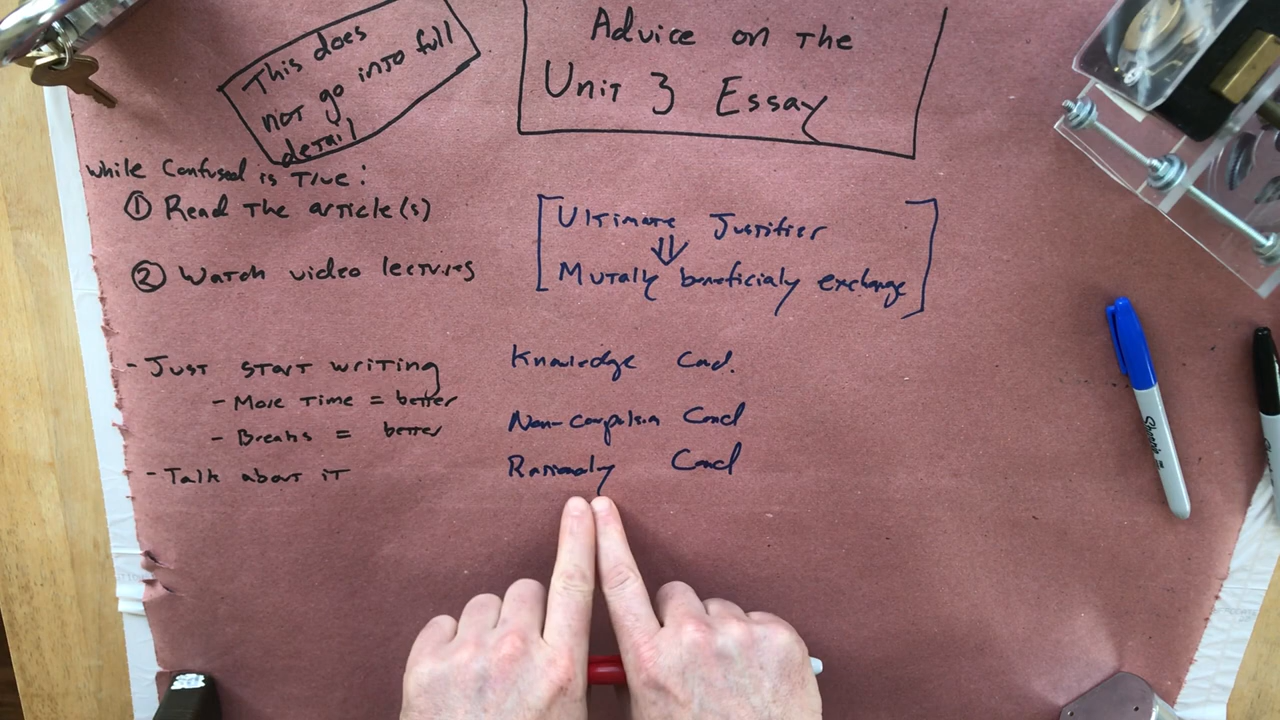 This does
not go into full
detail
Advice on the
Unit 3 Essay
While Confused is True:
① Read the article(s)
② Watch video lectures
- Just start writing
- More Time = better
- Breaks = better
- Talk about it
Ultimate Justifier
⇓
Mutaly beneficialy exchange
Knowledge Cond.
Non-compulsion Cond
Rationaly Cond
Sharpie